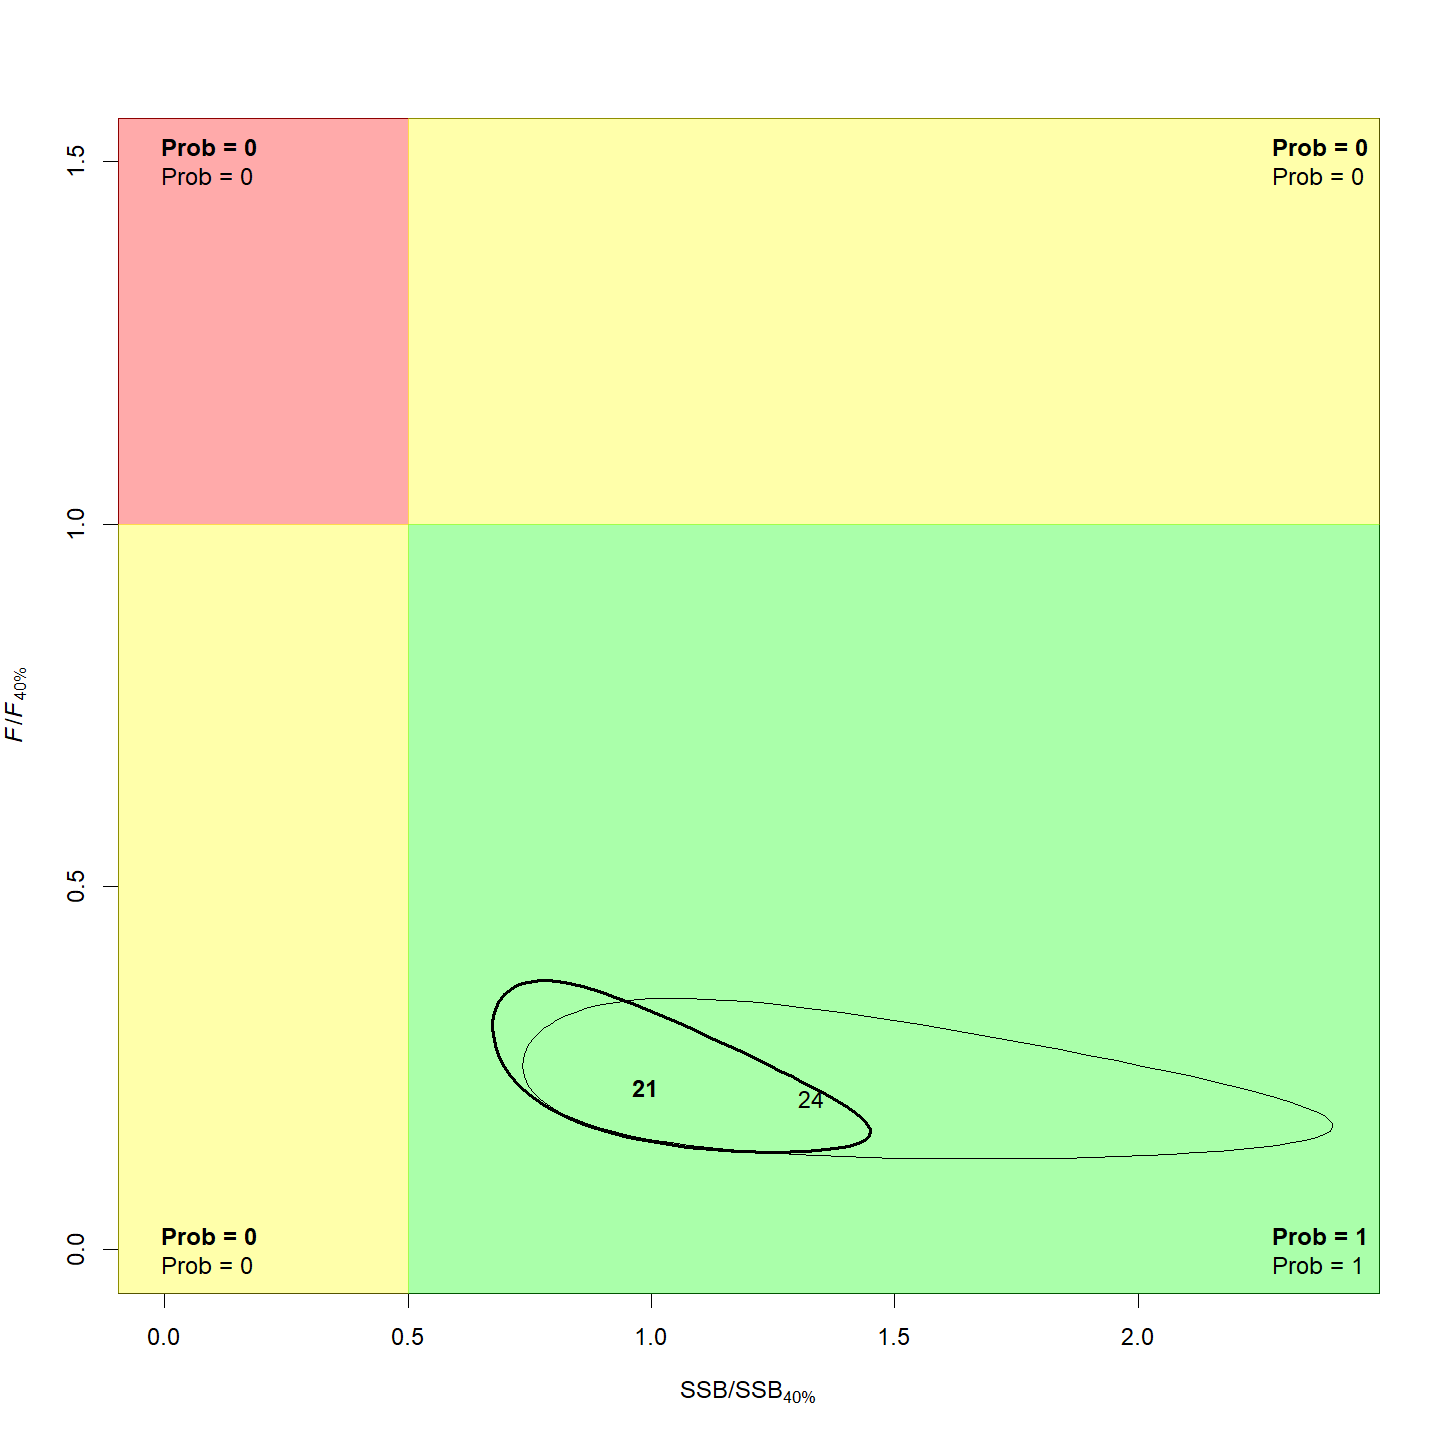 Prob = 0
Prob = 0
Prob = 0
Prob = 0
1.5
1.0
0.5
0.0
F/F40%
21
24
Prob = 0
Prob = 0
Prob = 1
Prob = 1
0.0
0.5
1.0
1.5
2.0
SSB/SSB40%